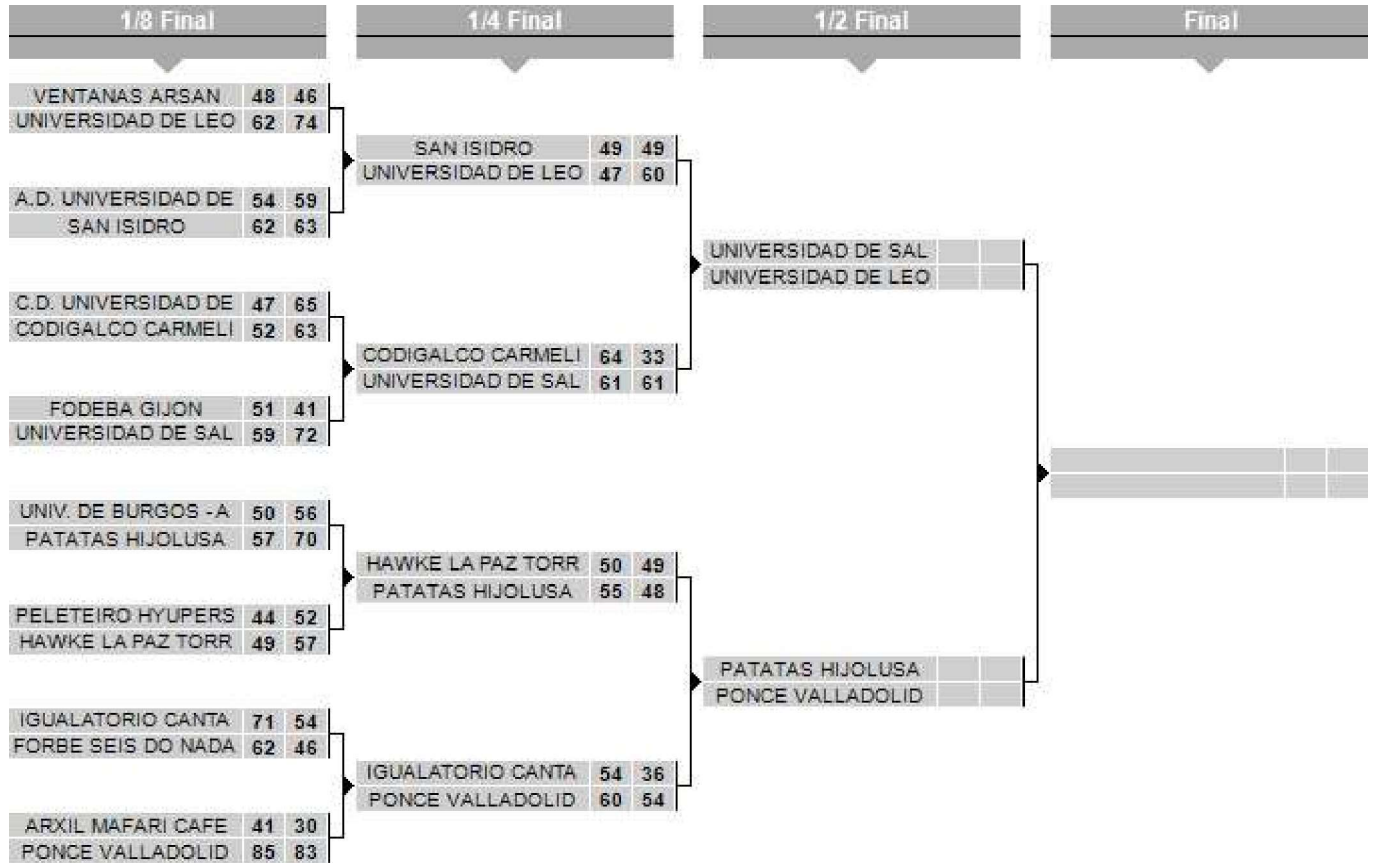 1/8 Final
1/4 Final
1/2 Final
Final
VENTANAS ARSAN 48 46
UNIVERSIDAD DE LEO 62 74
A.D. UNIVERSIDAD DE 54 59
SAN ISIDRO 62 63
C.D. UNIVERSIDAD DE 47 65
CODIGALCO CARMELI 52 63
FODEBA GIJON 51 41
UNIVERSIDAD DE SAL 59 72
UNIV. DE BURGOS - A 50 56
PATATAS HIJOLUSA 57 70
PELETEIRO HYUPERS 44 52
HAWKE LA PAZ TORR 49 57
IGUALATORIO CANTA 71 54
FORBE SEIS DO NADA 62 46
ARXIL MAFARI CAFE 41 30
PONCE VALLADOLID 85 83
SAN ISIDRO 49 49
UNIVERSIDAD DE LEO 47 60
CODIGALCO CARMELI 64 33
UNIVERSIDAD DE SAL 61 61
HAWKE LA PAZ TORR 50 49
PATATAS HIJOLUSA 55 48
IGUALATORIO CANTA 54 36
PONCE VALLADOLID 60 54
UNIVERSIDAD DE SAL
UNIVERSIDAD DE LEO
PATATAS HIJOLUSA
PONCE VALLADOLID